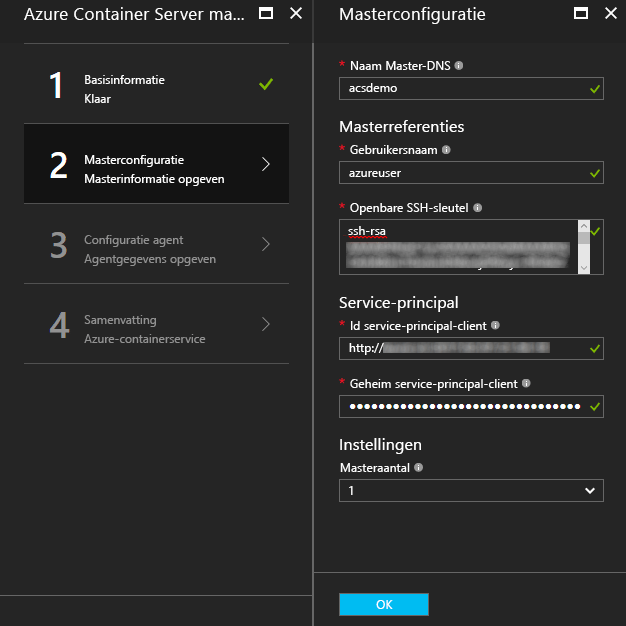 Azure Container Server ma...
1
Basisinformatie
Klaar
2
Masterconfiguratie
Masterinformatie opgeven
3
Configuratie agent
Agentgegevens opgeven
4
Samenvatting
Azure-containerservice
Masterconfiguratie
* Naam Master-DNS
acsdemo
Masterreferenties
* Gebruikersnaam
azureuser
* Openbare SSH-sleutel
ssh-rsa
Service-principal
* Id service-principal-client
http://
* Geheim service-principal-client
Instellingen
Masteraantal
1
OK